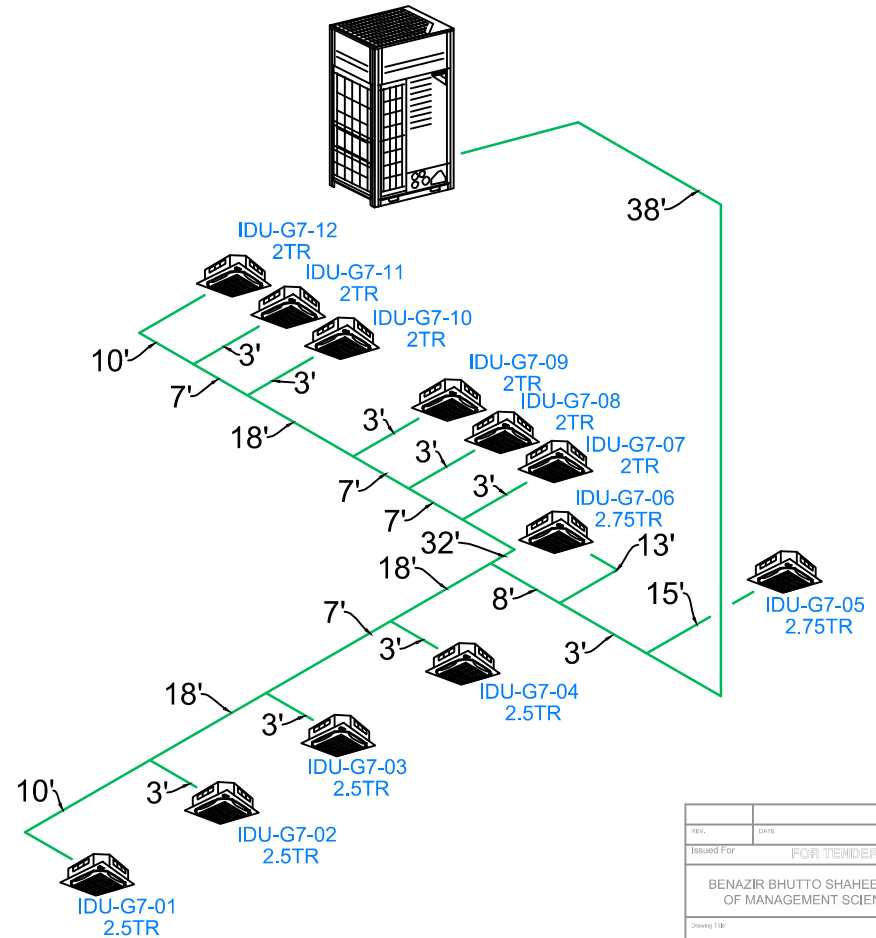 38'
IDU-G7-12
2TR
IDU-G7-11
2TR
IDU-G7-10
2TR
10'
3'
7'
3'
IDU-G7-09
2TR
18'
3'
IDU-G7-08
2TR
3'
IDU-G7-07
2TR
7'
3'
7'
IDU-G7-06
2.75TR
32'
13'
18'
8'
15'
IDU-G7-05
2.75TR
7'
3'
3'
IDU-G7-04
2.5TR
18'
3'
IDU-G7-03
2.5TR
10'
3'
IDU-G7-02
2.5TR
IDU-G7-01
2.5TR
REV.
DATE
Issued For
FOR TENDER
BENAZIR BHUTTO SHAHEE
OF MANAGEMENT SCIEN
Drawing Title